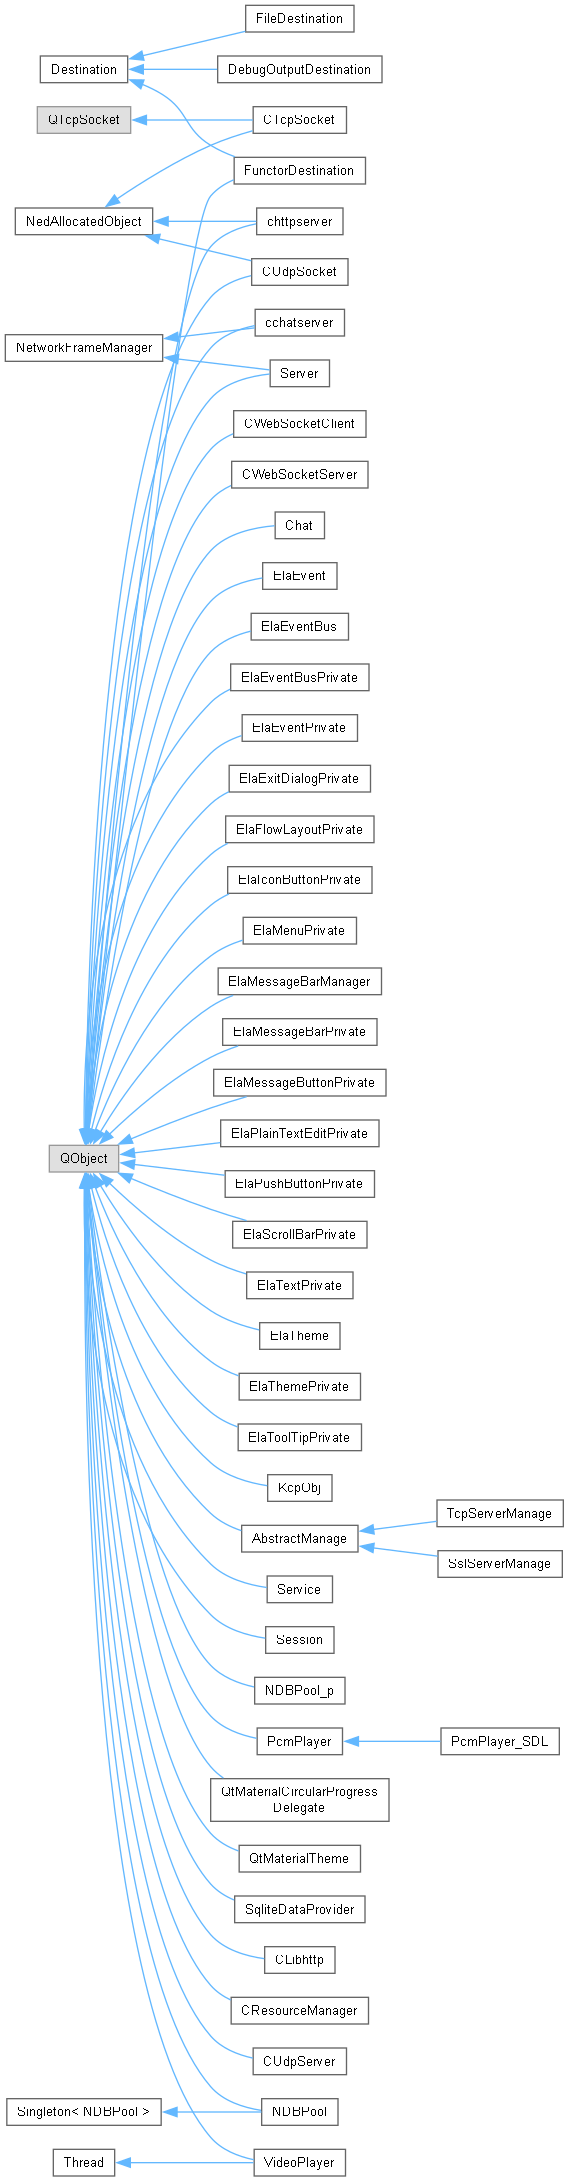 FileDestination
Destination
DebugOutputDestination
QTcpSocket
CTcpSocket
FunctorDestination
NedAllocatedObject
chttpserver
CUdpSocket
cchatserver
NetworkFrameManager
Server
CWebSocketClient
CWebSocketServer
Chat
ElaEvent
ElaEventBus
ElaEventBusPrivate
ElaEventPrivate
ElaExitDialogPrivate
ElaFlowLayoutPrivate
ElaIconButtonPrivate
ElaMenuPrivate
ElaMessageBarManager
ElaMessageBarPrivate
ElaMessageButtonPrivate
ElaPlainTextEditPrivate
QObject
ElaPushButtonPrivate
ElaScrollBarPrivate
ElaTextPrivate
ElaTheme
ElaThemePrivate
ElaToolTipPrivate
KcpObj
TcpServerManage
AbstractManage
SslServerManage
Service
Session
NDBPool_p
PcmPlayer
PcmPlayer_SDL
QtMaterialCircularProgress
Delegate
QtMaterialTheme
SqliteDataProvider
CLibhttp
CResourceManager
CUdpServer
Singleton< NDBPool >
NDBPool
Thread
VideoPlayer